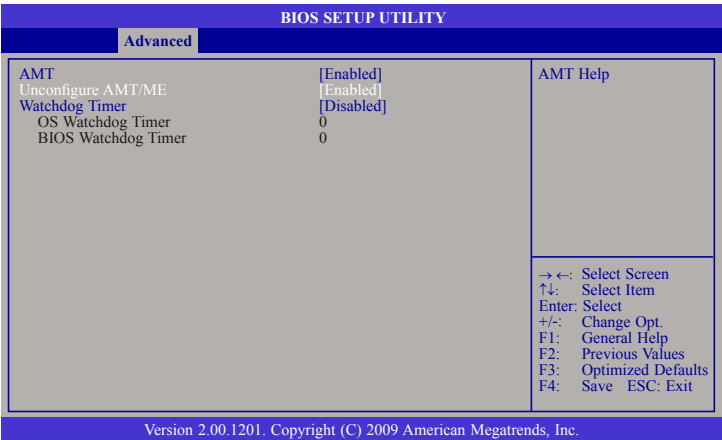 BIOS SETUP UTILITY
Advanced
AMT [Enabled]
Unconfigure AMT/ME [Enabled]
Watchdog Timer [Disabled]
OS Watchdog Timer 0
BIOS Watchdog Timer 0
AMT Help
→←: Select Screen
↑↓: Select Item
Enter: Select
+/-: Change Opt.
F1: General Help
F2: Previous Values
F3: Optimized Defaults
F4: Save ESC: Exit
Version 2.00.1201. Copyright (C) 2009 American Megatrends, Inc.